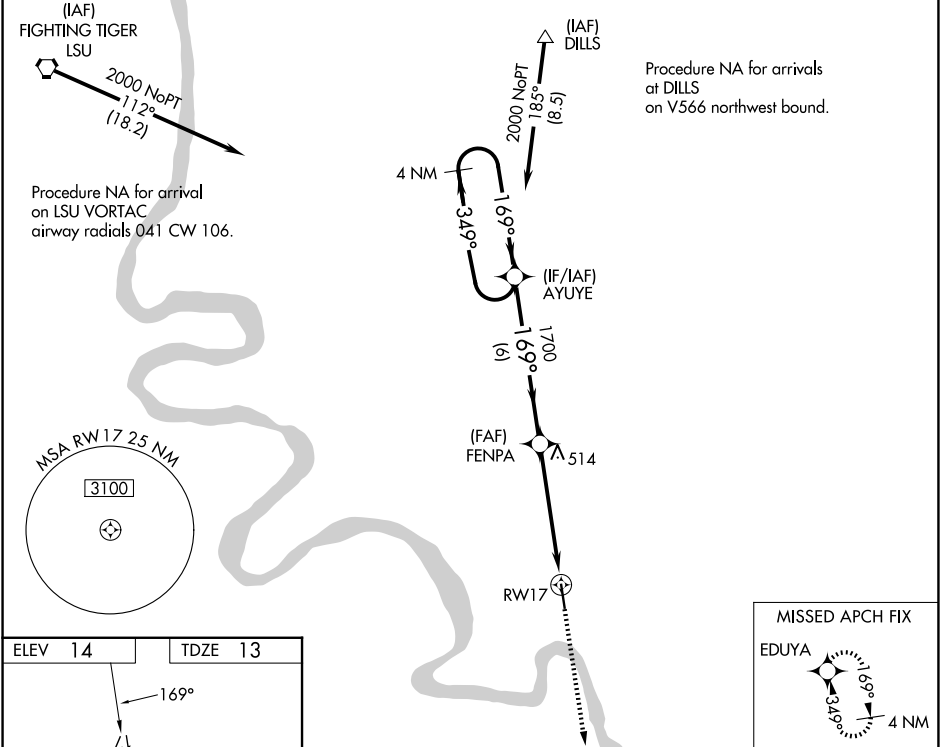 (IAF)
FIGHTING TIGER
LSU
2000 NoPT
112°
(18.2)
Procedure NA for arrival
on LSU VORTAC
airway radials 041 CW 106.
(IAF)
DILLS
2000 NoPT
185°
(8.5)
Procedure NA for arrivals
at DILLS
on V566 northwest bound.
4 NM
349°
169°
(IF/IAF)
AYUYE
1700
169°
(6)
(FAF)
FENPA
514
MSA RW17 25 NM
3100
RW17
ELEV 14
TDZE 13
169°
MISSED APCH FIX
EDUYA
169°
349°
4 NM